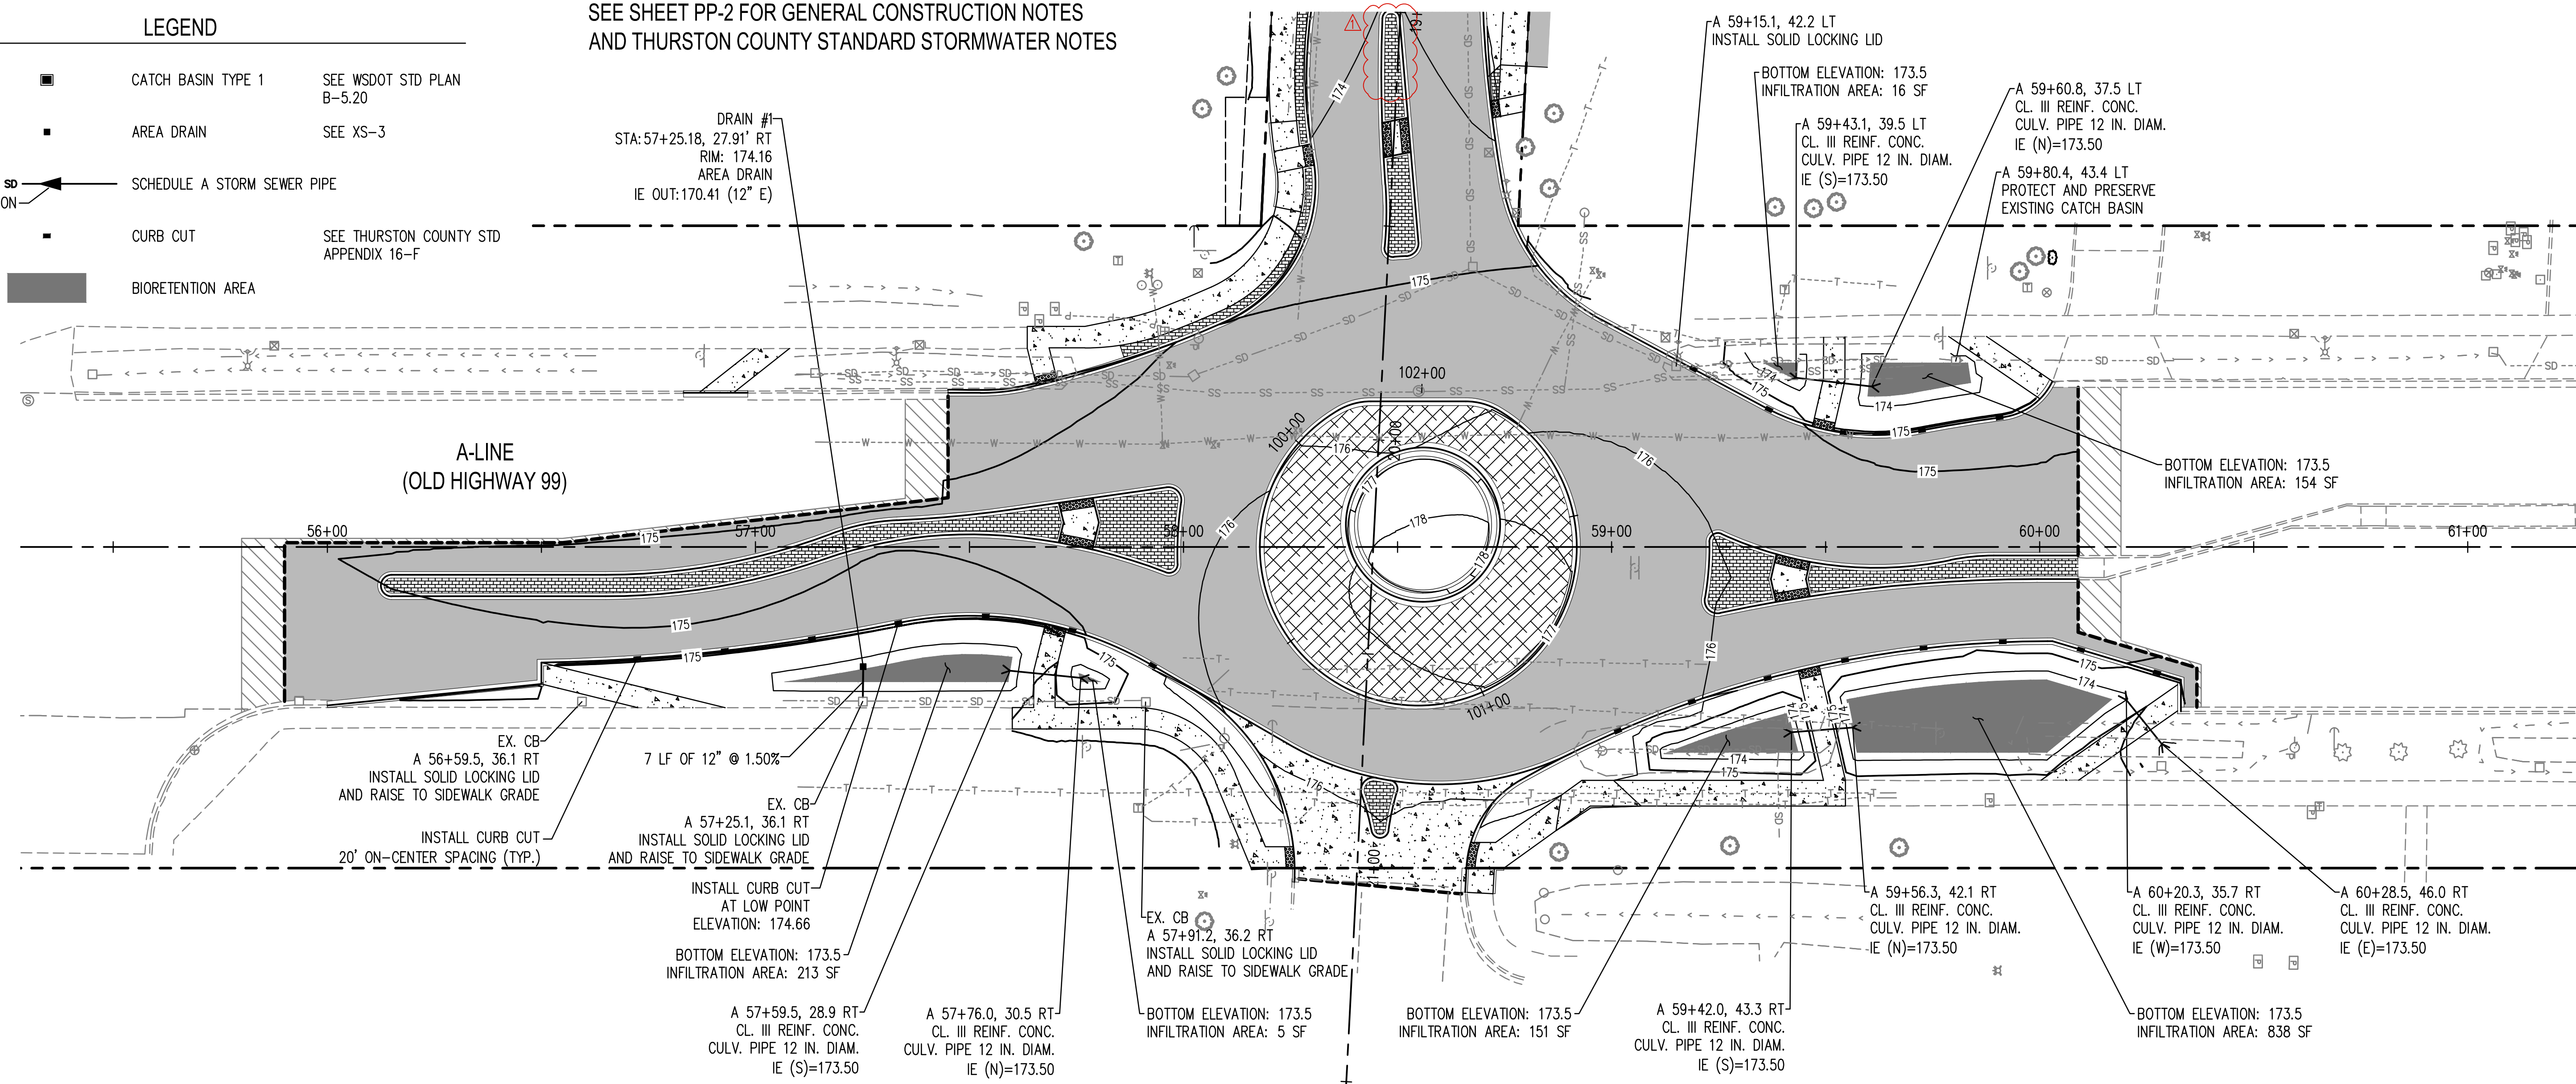 LEGEND
CATCH BASIN TYPE 1
SEE WSDOT STD PLAN
B-5.20
AREA DRAIN
SEE XS-3
SD
ON
SCHEDULE A STORM SEWER PIPE
CURB CUT
SEE THURSTON COUNTY STD
APPENDIX 16-F
BIORETENTION AREA
SEE SHEET PP-2 FOR GENERAL CONSTRUCTION NOTES
AND THURSTON COUNTY STANDARD STORMWATER NOTES
DRAIN #1
STA: 57+25.18, 27.91' RT
RIM: 174.16
AREA DRAIN
IE OUT:170.41 (12" E)
1
19+
A 59+15.1, 42.2 LT
INSTALL SOLID LOCKING LID
BOTTOM ELEVATION: 173.5
INFILTRATION AREA: 16 SF
A 59+43.1, 39.5 LT
CL. III REINF. CONC.
CULV. PIPE 12 IN. DIAM.
IE (S)=173.50
A 59+60.8, 37.5 LT
CL. III REINF. CONC.
CULV. PIPE 12 IN. DIAM.
IE (N)=173.50
A 59+80.4, 43.4 LT
PROTECT AND PRESERVE
EXISTING CATCH BASIN
BOTTOM ELEVATION: 173.5
INFILTRATION AREA: 154 SF
A-LINE
(OLD HIGHWAY 99)
56+00
57+00
58+00
59+00
60+00
61+00
100+00
101+00
102+00
20+00
21+00
174
175
176
177
178
EX. CB
A 56+59.5, 36.1 RT
INSTALL SOLID LOCKING LID
AND RAISE TO SIDEWALK GRADE
INSTALL CURB CUT
20' ON-CENTER SPACING (TYP.)
7 LF OF 12" @ 1.50%
EX. CB
A 57+25.1, 36.1 RT
INSTALL SOLID LOCKING LID
AND RAISE TO SIDEWALK GRADE
INSTALL CURB CUT
AT LOW POINT
ELEVATION: 174.66
BOTTOM ELEVATION: 173.5
INFILTRATION AREA: 213 SF
A 57+59.5, 28.9 RT
CL. III REINF. CONC.
CULV. PIPE 12 IN. DIAM.
IE (S)=173.50
A 57+76.0, 30.5 RT
CL. III REINF. CONC.
CULV. PIPE 12 IN. DIAM.
IE (N)=173.50
EX. CB
A 57+91.2, 36.2 RT
INSTALL SOLID LOCKING LID
AND RAISE TO SIDEWALK GRADE
BOTTOM ELEVATION: 173.5
INFILTRATION AREA: 5 SF
BOTTOM ELEVATION: 173.5
INFILTRATION AREA: 151 SF
A 59+42.0, 43.3 RT
CL. III REINF. CONC.
CULV. PIPE 12 IN. DIAM.
IE (S)=173.50
A 59+56.3, 42.1 RT
CL. III REINF. CONC.
CULV. PIPE 12 IN. DIAM.
IE (N)=173.50
A 60+20.3, 35.7 RT
CL. III REINF. CONC.
CULV. PIPE 12 IN. DIAM.
IE (W)=173.50
A 60+28.5, 46.0 RT
CL. III REINF. CONC.
CULV. PIPE 12 IN. DIAM.
IE (E)=173.50
BOTTOM ELEVATION: 173.5
INFILTRATION AREA: 838 SF